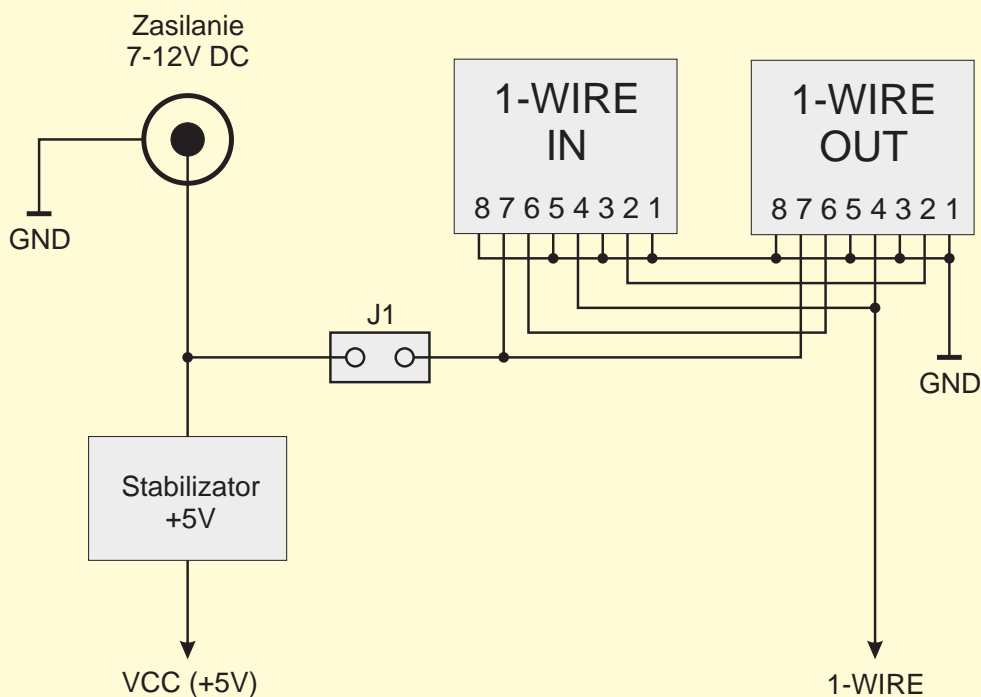 Zasilanie
7-12V DC
GND
1-WIRE
IN
8 7 6 5 4 3 2 1
1-WIRE
OUT
8 7 6 5 4 3 2 1
J1
GND
Stabilizator
+5V
VCC (+5V)
1-WIRE